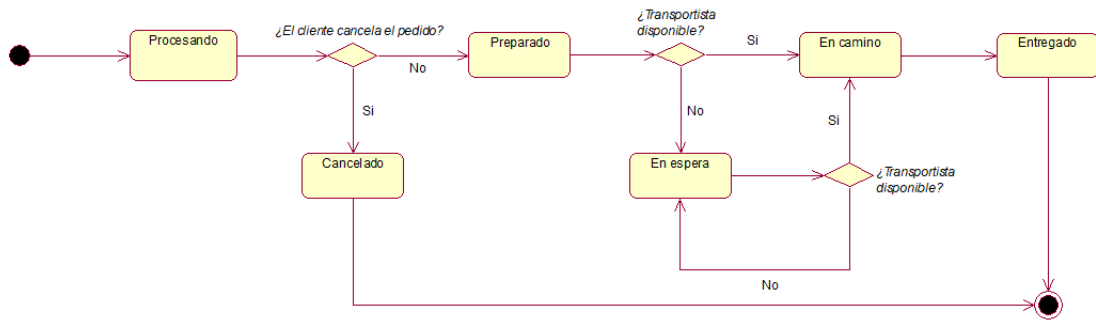 ¿El cliente cancela el pedido?
¿Transportista
disponible?
Procesando
Preparado
En camino
Entregado
No
Si
Si
No
Si
Cancelado
En espera
¿Transportista
disponible?
No